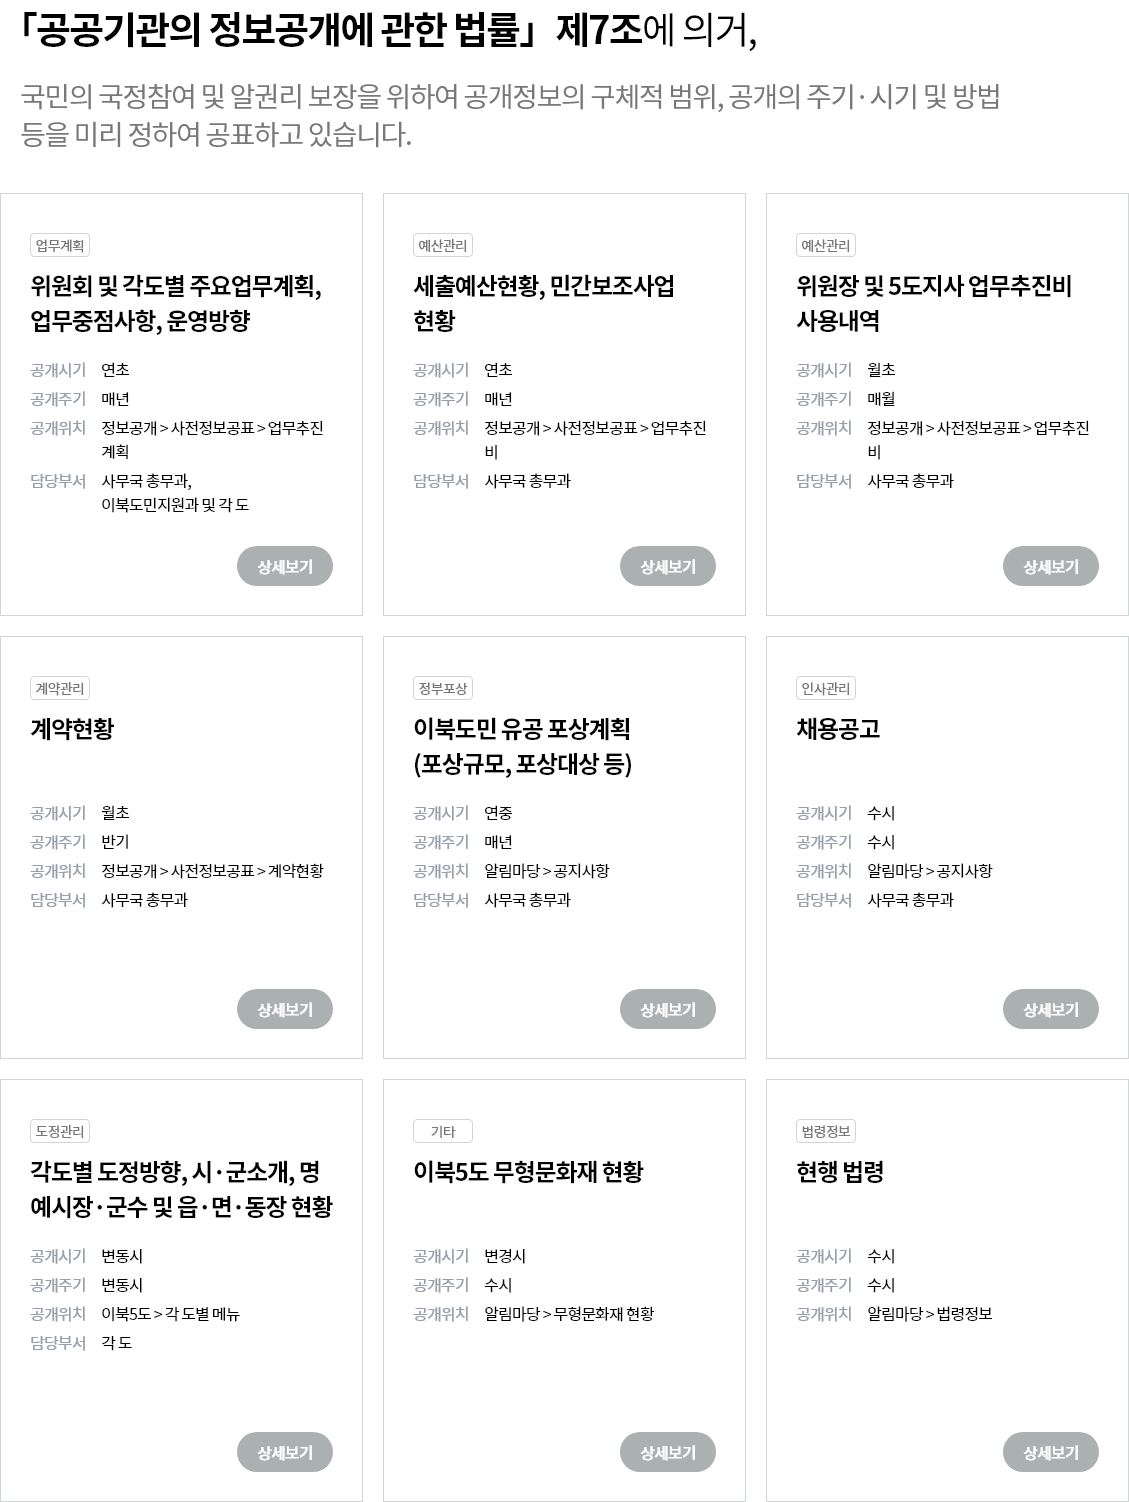 「공공기관의 정보공개에 관한 법률」 제7조에 의거,
국민의 국정참여 및 알권리 보장을 위하여 공개정보의 구체적 범위, 공개의 주기·시기 및 방법
등을 미리 정하여 공표하고 있습니다.
업무계획
위원회 및 각도별 주요업무계획,
업무중점사항, 운영방향
공개시기 연초
공개주기 매년
공개위치 정보공개 > 사전정보공표 > 업무추진
계획
담당부서 사무국 총무과,
이북도민지원과 및 각 도
상세보기
예산관리
세출예산현황, 민간보조사업
현황
공개시기 연초
공개주기 매년
공개위치 정보공개 > 사전정보공표 > 업무추진
비
담당부서 사무국 총무과
상세보기
예산관리
위원장 및 5도지사 업무추진비
사용내역
공개시기 월초
공개주기 매월
공개위치 정보공개 > 사전정보공표 > 업무추진
비
담당부서 사무국 총무과
상세보기
계약관리
계약현황
공개시기 월초
공개주기 반기
공개위치 정보공개 > 사전정보공표 > 계약현황
담당부서 사무국 총무과
상세보기
정부포상
이북도민 유공 포상계획
(포상규모, 포상대상 등)
공개시기 연중
공개주기 매년
공개위치 알림마당 > 공지사항
담당부서 사무국 총무과
상세보기
인사관리
채용공고
공개시기 수시
공개주기 수시
공개위치 알림마당 > 공지사항
담당부서 사무국 총무과
상세보기
도정관리
각도별 도정방향, 시·군소개, 명
예시장·군수 및 읍·면·동장 현황
공개시기 변동시
공개주기 변동시
공개위치 이북5도 > 각 도별 메뉴
담당부서 각 도
상세보기
기타
이북5도 무형문화재 현황
공개시기 변경시
공개주기 수시
공개위치 알림마당 > 무형문화재 현황
상세보기
법령정보
현행 법령
공개시기 수시
공개주기 수시
공개위치 알림마당 > 법령정보
상세보기